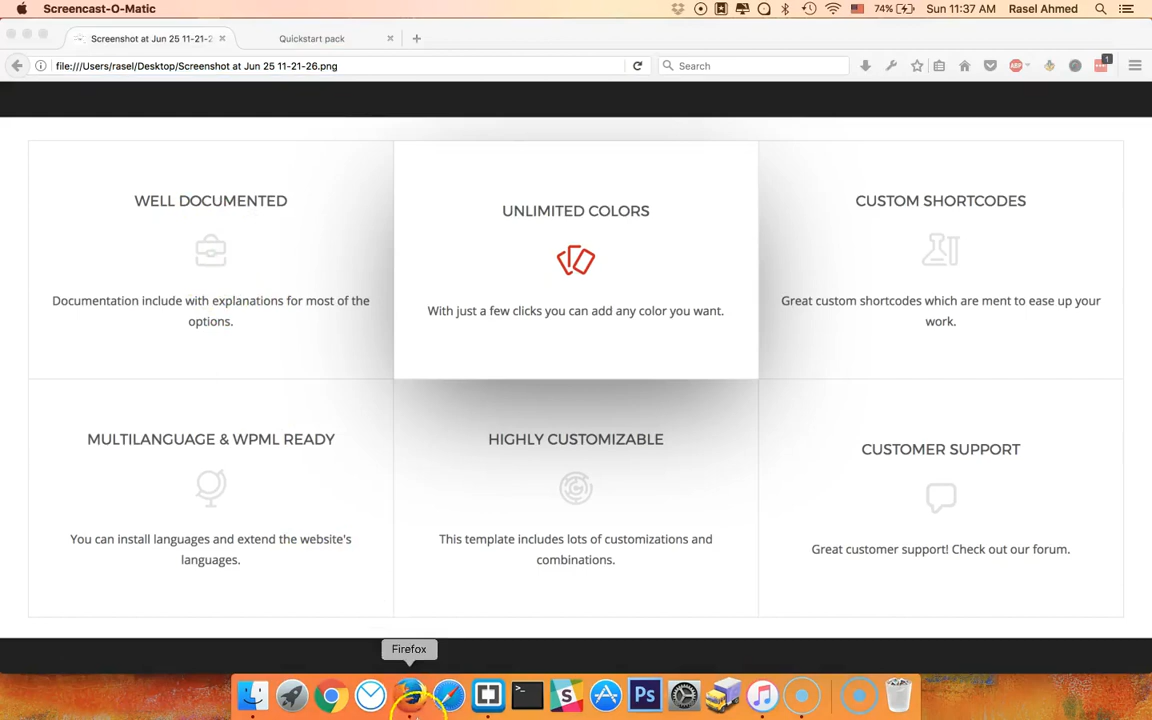 Screencast-O-Matic
74%
Sun 11:37 AM
Rasel Ahmed
Screenshot at Jun 25 11-21-2
Quickstart pack
file:///Users/rasel/Desktop/Screenshot at Jun 25 11-21-26.png
Search
ABP
1
WELL DOCUMENTED
Documentation include with explanations for most of the
options.
UNLIMITED COLORS
With just a few clicks you can add any color you want.
CUSTOM SHORTCODES
Great custom shortcodes which are ment to ease up your
work.
MULTILANGUAGE & WPML READY
You can install languages and extend the website's
languages.
HIGHLY CUSTOMIZABLE
This template includes lots of customizations and
combinations.
CUSTOMER SUPPORT
Great customer support! Check out our forum.
Firefox
Ps